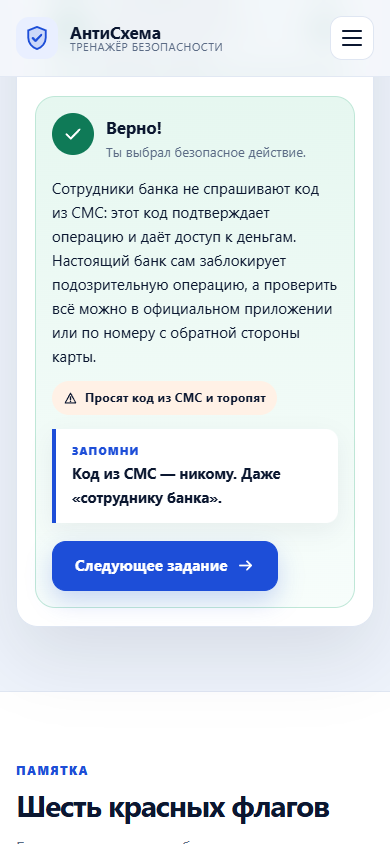 АнтиСхема
ТРЕНАЖЁР БЕЗОПАСНОСТИ
Верно!
Ты выбрал безопасное действие.
Сотрудники банка не спрашивают код
из СМС: этот код подтверждает
операцию и даёт доступ к деньгам.
Настоящий банк сам заблокирует
подозрительную операцию, а проверить
всё можно в официальном приложении
или по номеру с обратной стороны
карты.
Просят код из СМС и торопят
ЗАПОМНИ
Код из СМС — никому. Даже
«сотруднику банка».
Следующее задание
ПАМЯТКА
Шесть красных флагов